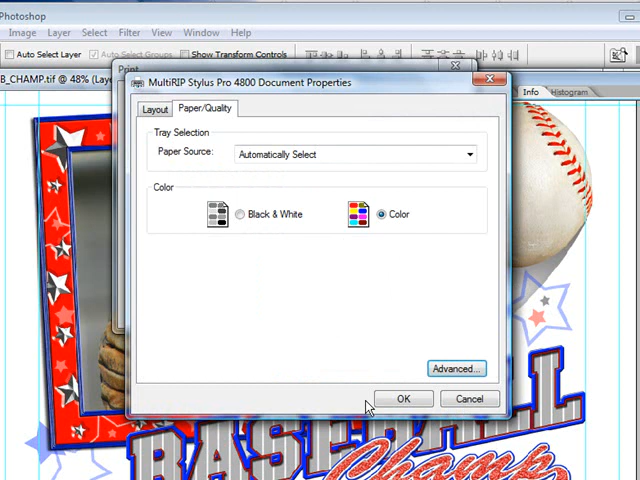 Photoshop
Image Layer Select Filter View Window Help
Auto Select Layer Auto Select Groups Show Transform Controls
B_CHAMP.tif @ 48% (Laye
Print
MultiRIP Stylus Pro 4800 Document Properties
Info Histogram
Layout Paper/Quality
Tray Selection
Paper Source: Automatically Select
Color
Black & White Color
Advanced...
OK Cancel
BASEBALL
Champ